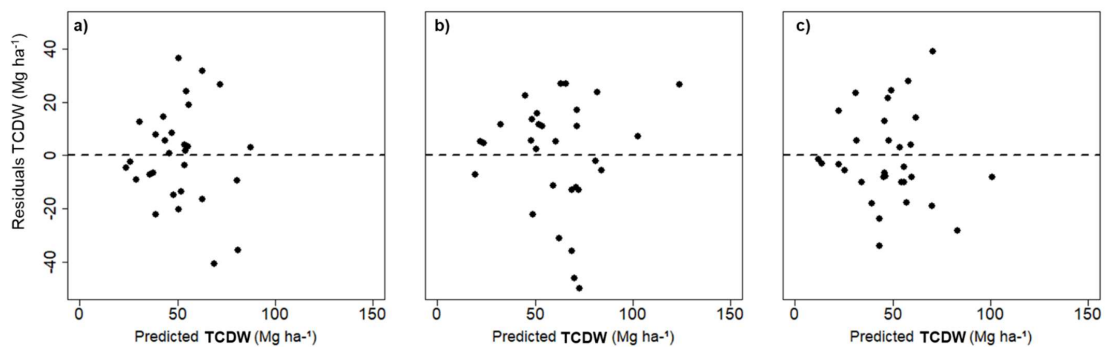 a)
b)
c)
Residuals TCDW (Mg ha⁻¹)
40
20
0
-20
-40
0 50 100 150
0 50 100 150
0 50 100 150
Predicted TCDW (Mg ha-¹)
Predicted TCDW (Mg ha-¹)
Predicted TCDW (Mg ha-¹)